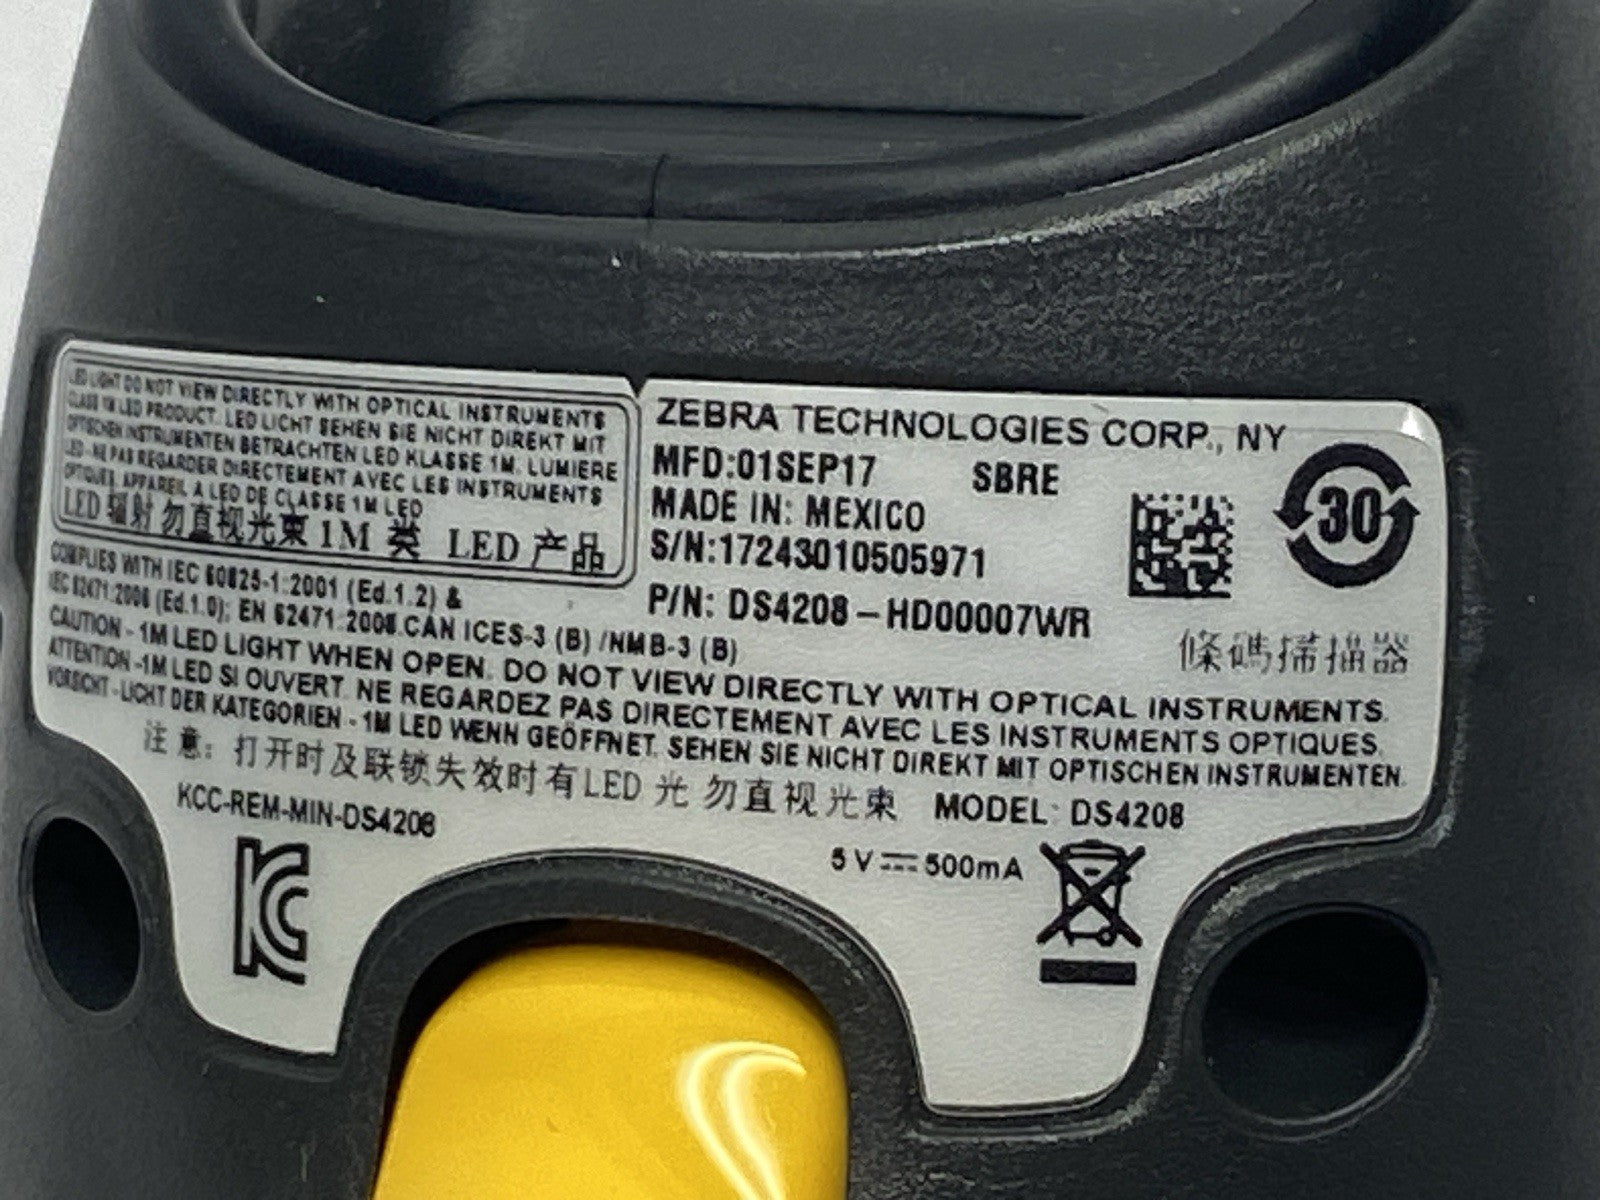 LED LIGHT DO NOT VIEW DIRECTLY WITH OPTICAL INSTRUMENTS
CLASS 1M LED PRODUCT. LED LICHT SEHEN SIE NICHT DIREKT MIT
OPTISCHEN INSTRUMENTEN BETRACHTEN LED KLASSE 1M. LUMIERE
LED - NE PAS REGARDER DIRECTEMENT AVEC LES INSTRUMENTS
OPTIQUES APPAREIL A LED DE CLASSE 1M LED
LED 辐射 勿直视光束 1M 类 LED 产品
ZEBRA TECHNOLOGIES CORP., NY
MFD:01SEP17 SBRE
MADE IN: MEXICO
S/N:17243010505971
P/N: DS4208-HD00007WR
30
條碼掃描器
COMPLIES WITH IEC 60825-1:2001 (Ed.1.2) &
IEC 62471:2006 (Ed.1.0); EN 62471:2008 CAN ICES-3 (B) /NMB-3 (B)
CAUTION - 1M LED LIGHT WHEN OPEN. DO NOT VIEW DIRECTLY WITH OPTICAL INSTRUMENTS.
ATTENTION -1M LED SI OUVERT. NE REGARDEZ PAS DIRECTEMENT AVEC LES INSTRUMENTS OPTIQUES.
VORSICHT - LICHT DER KATEGORIEN - 1M LED WENN GEÖFFNET. SEHEN SIE NICHT DIREKT MIT OPTISCHEN INSTRUMENTEN.
注意: 打开时及联锁失效时有LED 光 勿直视光束 MODEL: DS4208
KCC-REM-MIN-DS4208
5 V ⎓ 500mA